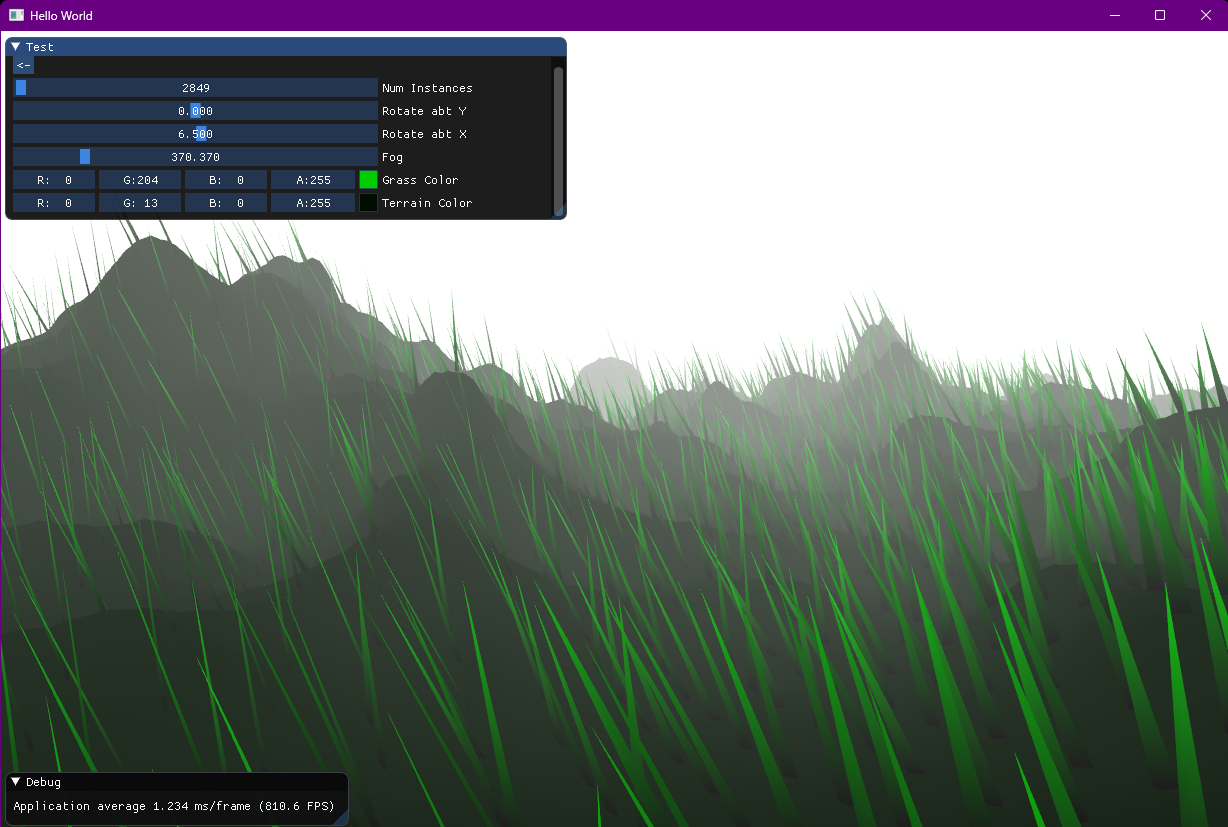 Hello World
Test
<-
2849 Num Instances
0.000 Rotate abt Y
6.500 Rotate abt X
370.370 Fog
R: 0 G:204 B: 0 A:255 Grass Color
R: 0 G: 13 B: 0 A:255 Terrain Color
Debug
Application average 1.234 ms/frame (810.6 FPS)